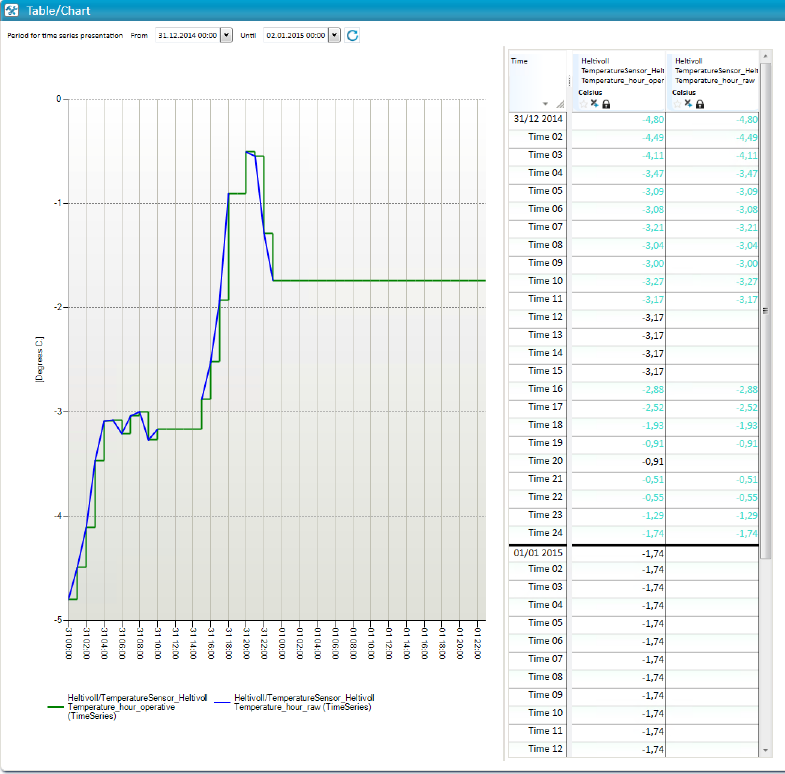 Table/Chart
Period for time series presentation From 31.12.2014 00:00 Until 02.01.2015 00:00
0
-1
-2
-3
-4
-5
[Degrees C.]
31 00:00
31 02:00
31 04:00
31 06:00
31 08:00
31 10:00
31 12:00
31 14:00
31 16:00
31 18:00
31 20:00
31 22:00
01 00:00
01 02:00
01 04:00
01 06:00
01 08:00
01 10:00
01 12:00
01 14:00
01 16:00
01 18:00
01 20:00
01 22:00
Heltivoll/TemperatureSensor_Heltivoll
Temperature_hour_operative
(TimeSeries)
Heltivoll/TemperatureSensor_Heltivoll
Temperature_hour_raw (TimeSeries)
Time
Heltivoll
TemperatureSensor_Helt
Temperature_hour_oper
Celsius
Heltivoll
TemperatureSensor_Helt
Temperature_hour_raw
Celsius
31/12 2014 -4,80 -4,80
Time 02 -4,49 -4,49
Time 03 -4,11 -4,11
Time 04 -3,47 -3,47
Time 05 -3,09 -3,09
Time 06 -3,08 -3,08
Time 07 -3,21 -3,21
Time 08 -3,04 -3,04
Time 09 -3,00 -3,00
Time 10 -3,27 -3,27
Time 11 -3,17 -3,17
Time 12 -3,17
Time 13 -3,17
Time 14 -3,17
Time 15 -3,17
Time 16 -2,88 -2,88
Time 17 -2,52 -2,52
Time 18 -1,93 -1,93
Time 19 -0,91 -0,91
Time 20 -0,91
Time 21 -0,51 -0,51
Time 22 -0,55 -0,55
Time 23 -1,29 -1,29
Time 24 -1,74 -1,74
01/01 2015 -1,74
Time 02 -1,74
Time 03 -1,74
Time 04 -1,74
Time 05 -1,74
Time 06 -1,74
Time 07 -1,74
Time 08 -1,74
Time 09 -1,74
Time 10 -1,74
Time 11 -1,74
Time 12 -1,74